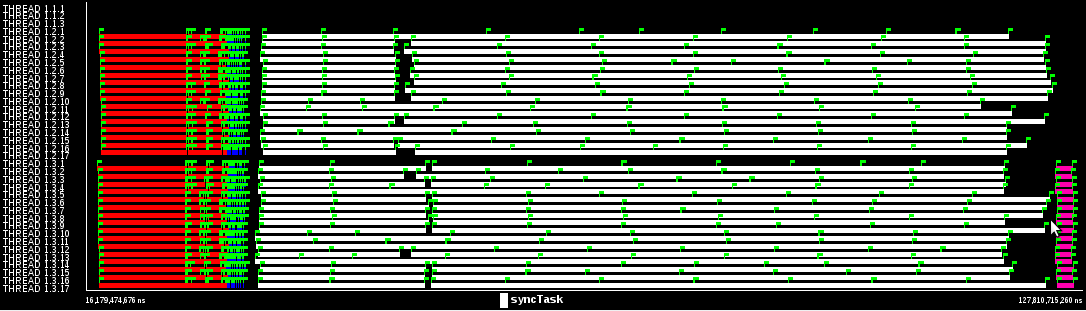 THREAD 1.1.1
THREAD 1.1.2
THREAD 1.1.3
THREAD 1.2.1
THREAD 1.2.2
THREAD 1.2.3
THREAD 1.2.4
THREAD 1.2.5
THREAD 1.2.6
THREAD 1.2.7
THREAD 1.2.8
THREAD 1.2.9
THREAD 1.2.10
THREAD 1.2.11
THREAD 1.2.12
THREAD 1.2.13
THREAD 1.2.14
THREAD 1.2.15
THREAD 1.2.16
THREAD 1.2.17
THREAD 1.3.1
THREAD 1.3.2
THREAD 1.3.3
THREAD 1.3.4
THREAD 1.3.5
THREAD 1.3.6
THREAD 1.3.7
THREAD 1.3.8
THREAD 1.3.9
THREAD 1.3.10
THREAD 1.3.11
THREAD 1.3.12
THREAD 1.3.13
THREAD 1.3.14
THREAD 1.3.15
THREAD 1.3.16
THREAD 1.3.17
16,179,474,676 ns
syncTask
127,810,715,260 ns